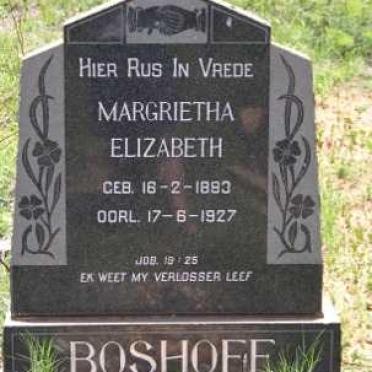 HIER RUS IN VREDE
MARGRIETHA
ELIZABETH
GEB. 16-2-1893
OORL. 17-6-1927
JOB. 19:25
EK WEET MY VERLOSSER LEEF
BOSHOFF